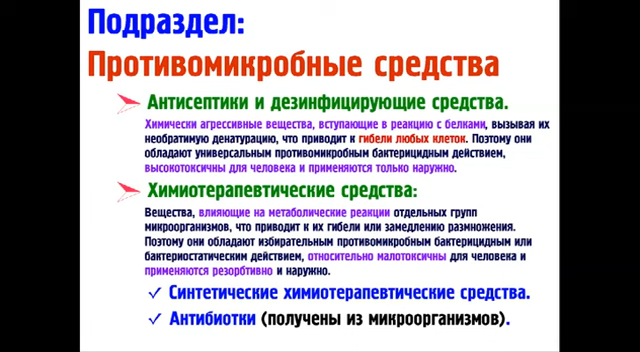 Подраздел:
Противомикробные средства
Антисептики и дезинфицирующие средства.
Химически агрессивные вещества, вступающие в реакцию с белками, вызывая их
необратимую денатурацию, что приводит к гибели любых клеток. Поэтому они
обладают универсальным противомикробным бактерицидным действием,
высокотоксичны для человека и применяются только наружно.
Химиотерапевтические средства:
Вещества, влияющие на метаболические реакции отдельных групп
микроорганизмов, что приводит к их гибели или замедлению размножения.
Поэтому они обладают избирательным противомикробным бактерицидным или
бактериостатическим действием, относительно малотоксичны для человека и
применяются резорбтивно и наружно.
✓ Синтетические химиотерапевтические средства.
✓ Антибиотки (получены из микроорганизмов).